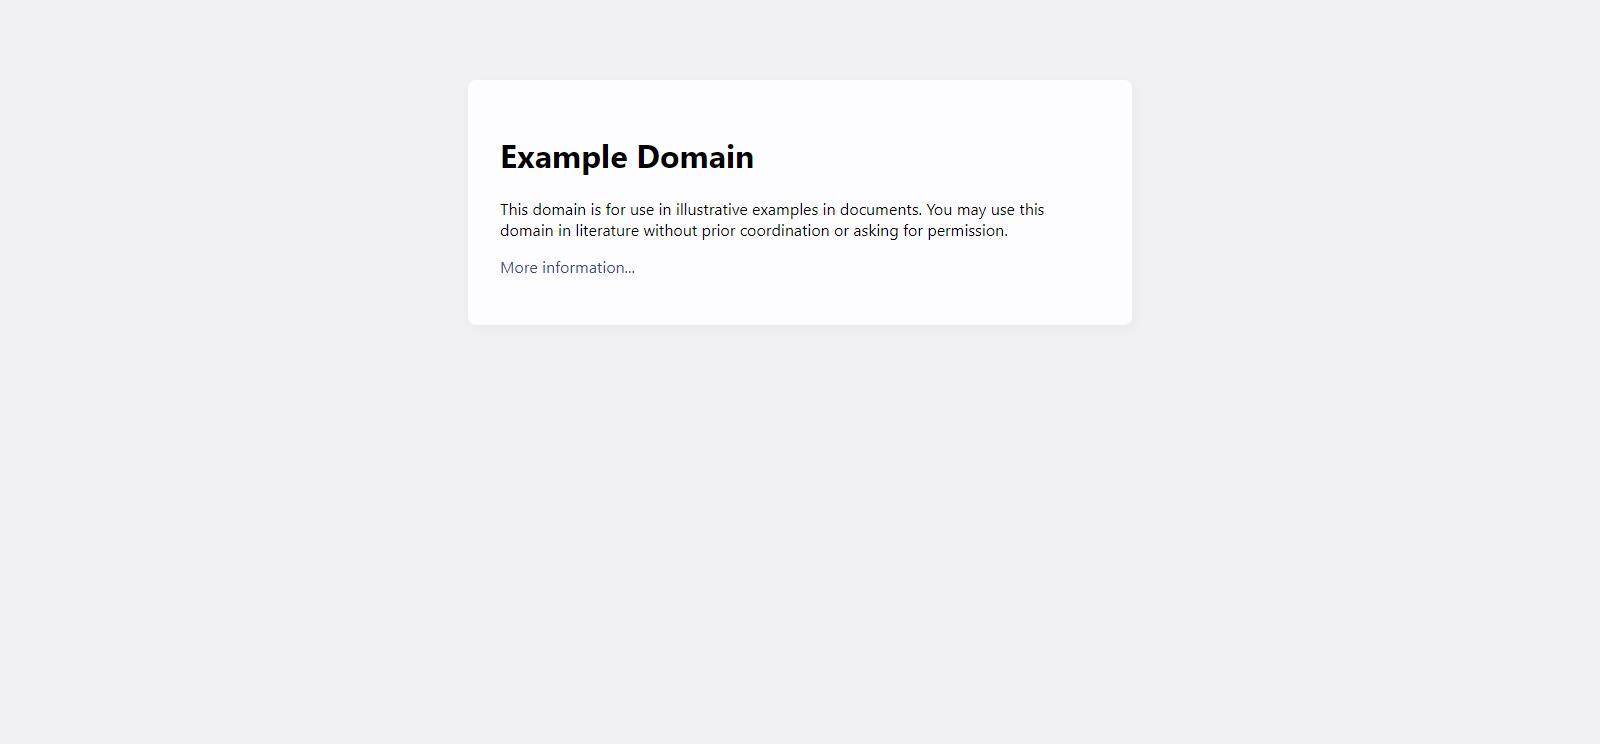 Example Domain
This domain is for use in illustrative examples in documents. You may use this
domain in literature without prior coordination or asking for permission.
More information...